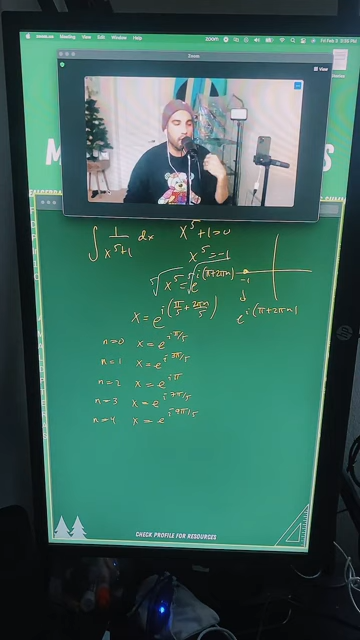 zoom.us Meeting View Edit Window Help
Zoom
View
M
∫ 1/(x⁵+1) dx x⁵+1=0
x⁵=-1
⁵√x⁵=⁵√e^(i(π+2πn))
-1
x=e^(i(π/5+2πn/5))
e^(i(π+2πn))
n=0 x=e^(iπ/5)
n=1 x=e^(i3π/5)
n=2 x=e^(iπ)
n=3 x=e^(i7π/5)
n=4 x=e^(i9π/5)
CHECK PROFILE FOR RESOURCES